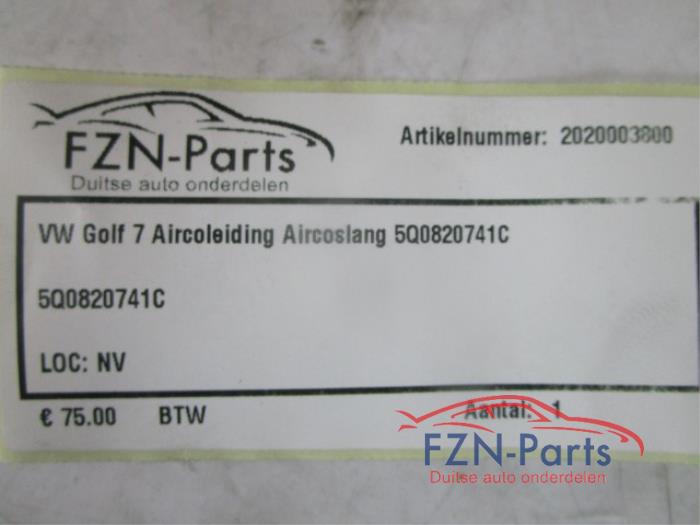 FZN-Parts
Duitse auto onderdelen
Artikelnummer: 2020003800
VW Golf 7 Aircoleiding Aircoslang 5Q0820741C
5Q0820741C
LOC: NV
€ 75.00 BTW Aantal: 1
FZN-Parts
Duitse auto onderdelen